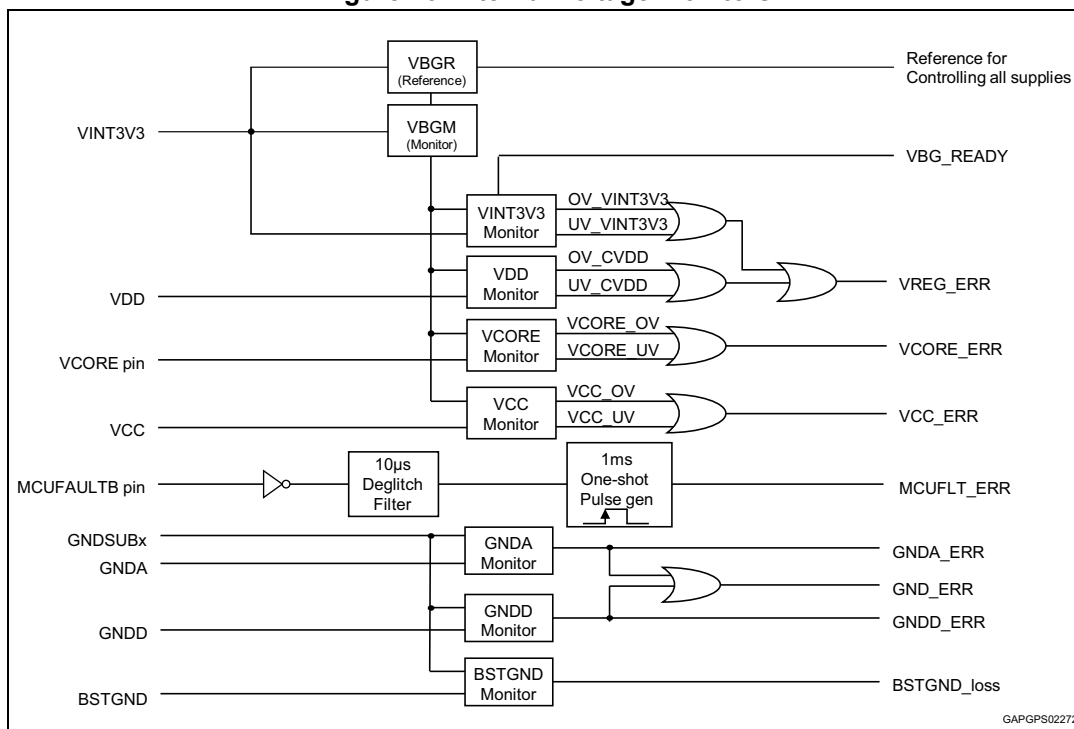 VBGR
(Reference)
Reference for
Controlling all supplies
VINT3V3
VBGM
(Monitor)
VBG_READY
VINT3V3
Monitor
OV_VINT3V3
UV_VINT3V3
VDD
VDD
Monitor
OV_CVDD
UV_CVDD
VREG_ERR
VCORE pin
VCORE
Monitor
VCORE_OV
VCORE_UV
VCORE_ERR
VCC
VCC
Monitor
VCC_OV
VCC_UV
VCC_ERR
MCUFAULTB pin
10µs
Deglitch
Filter
1ms
One-shot
Pulse gen
MCUFLT_ERR
GNDSUBx
GNDA
GNDA
Monitor
GNDA_ERR
GND_ERR
GNDD
GNDD
Monitor
GNDD_ERR
BSTGND
BSTGND
Monitor
BSTGND_loss
GAPGPS02272